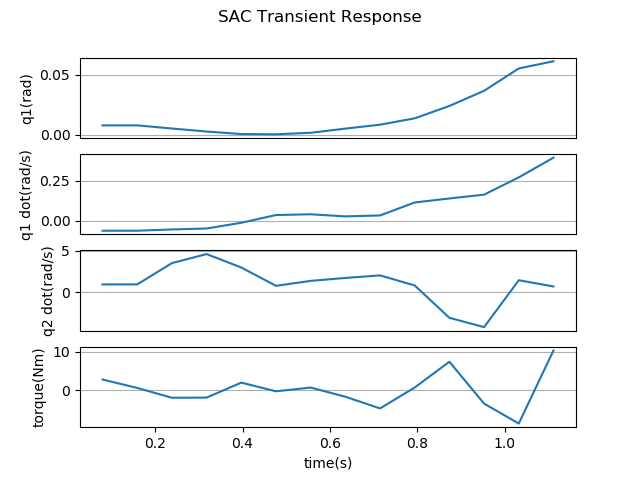 SAC Transient Response
q1(rad)
0.05
0.00
q1 dot(rad/s)
0.25
0.00
q2 dot(rad/s)
5
0
torque(Nm)
10
0
0.2 0.4 0.6 0.8 1.0
time(s)